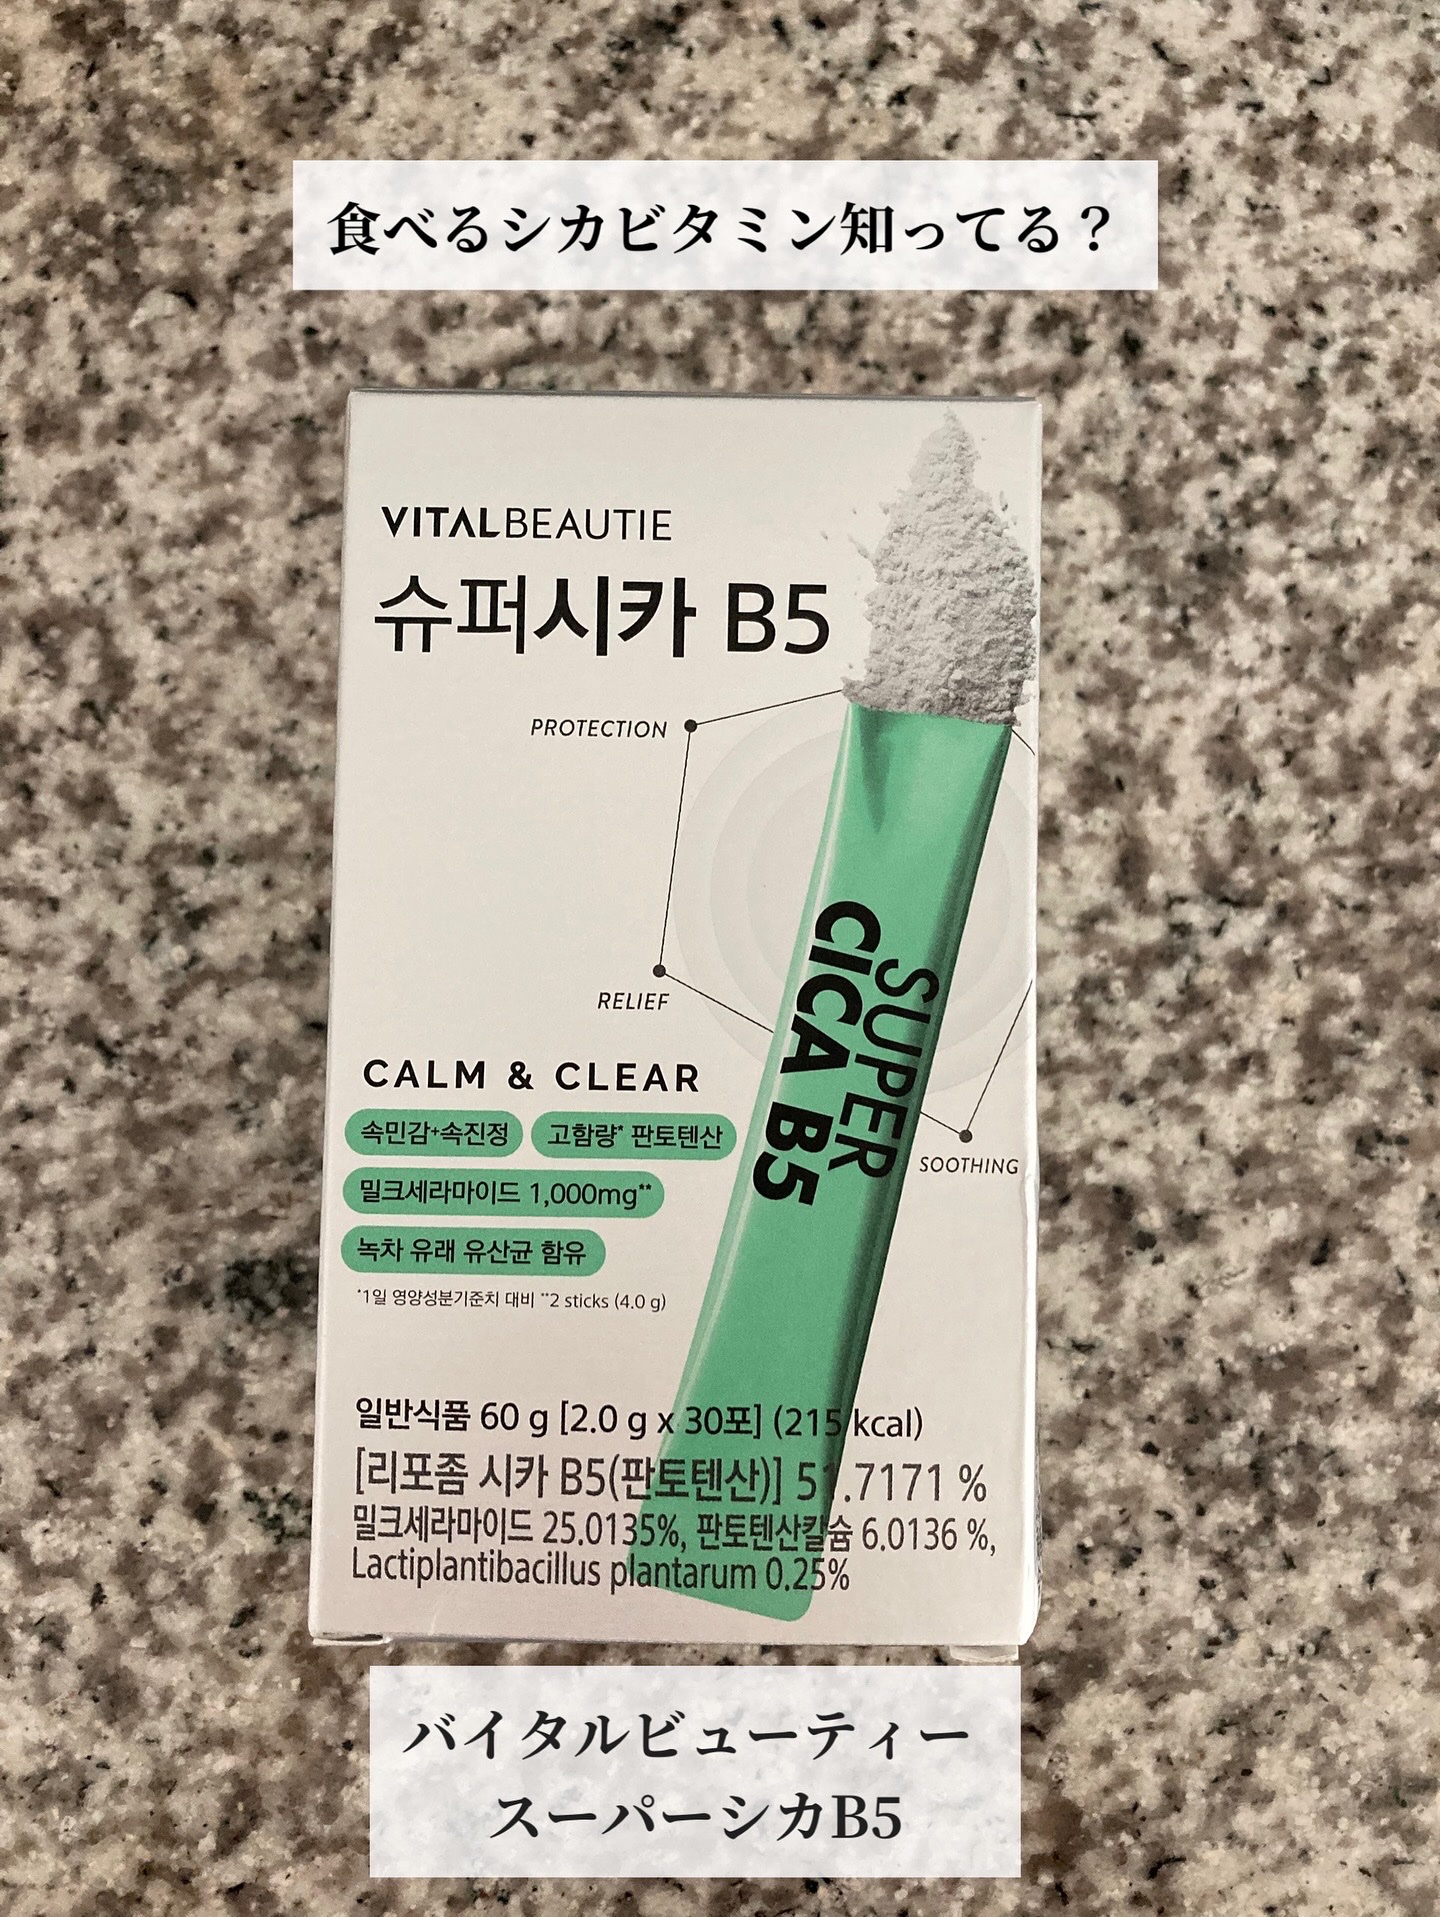 食べるシカビタミン知ってる？
VITALBEAUTIE
슈퍼시카 B5
PROTECTION
RELIEF
SUPER
CICA B5
SOOTHING
CALM & CLEAR
속민감+속진정 고함량* 판토텐산
밀크세라마이드 1,000mg**
녹차 유래 유산균 함유
*1일 영양성분기준치 대비 **2 sticks (4.0 g)
일반식품 60 g [2.0 g x 30포] (215 kcal)
[리포좀 시카 B5(판토텐산)] 51.7171 %
밀크세라마이드 25.0135%, 판토텐산칼슘 6.0136 %,
Lactiplantibacillus plantarum 0.25%
バイタルビューティー
スーパーシカB5